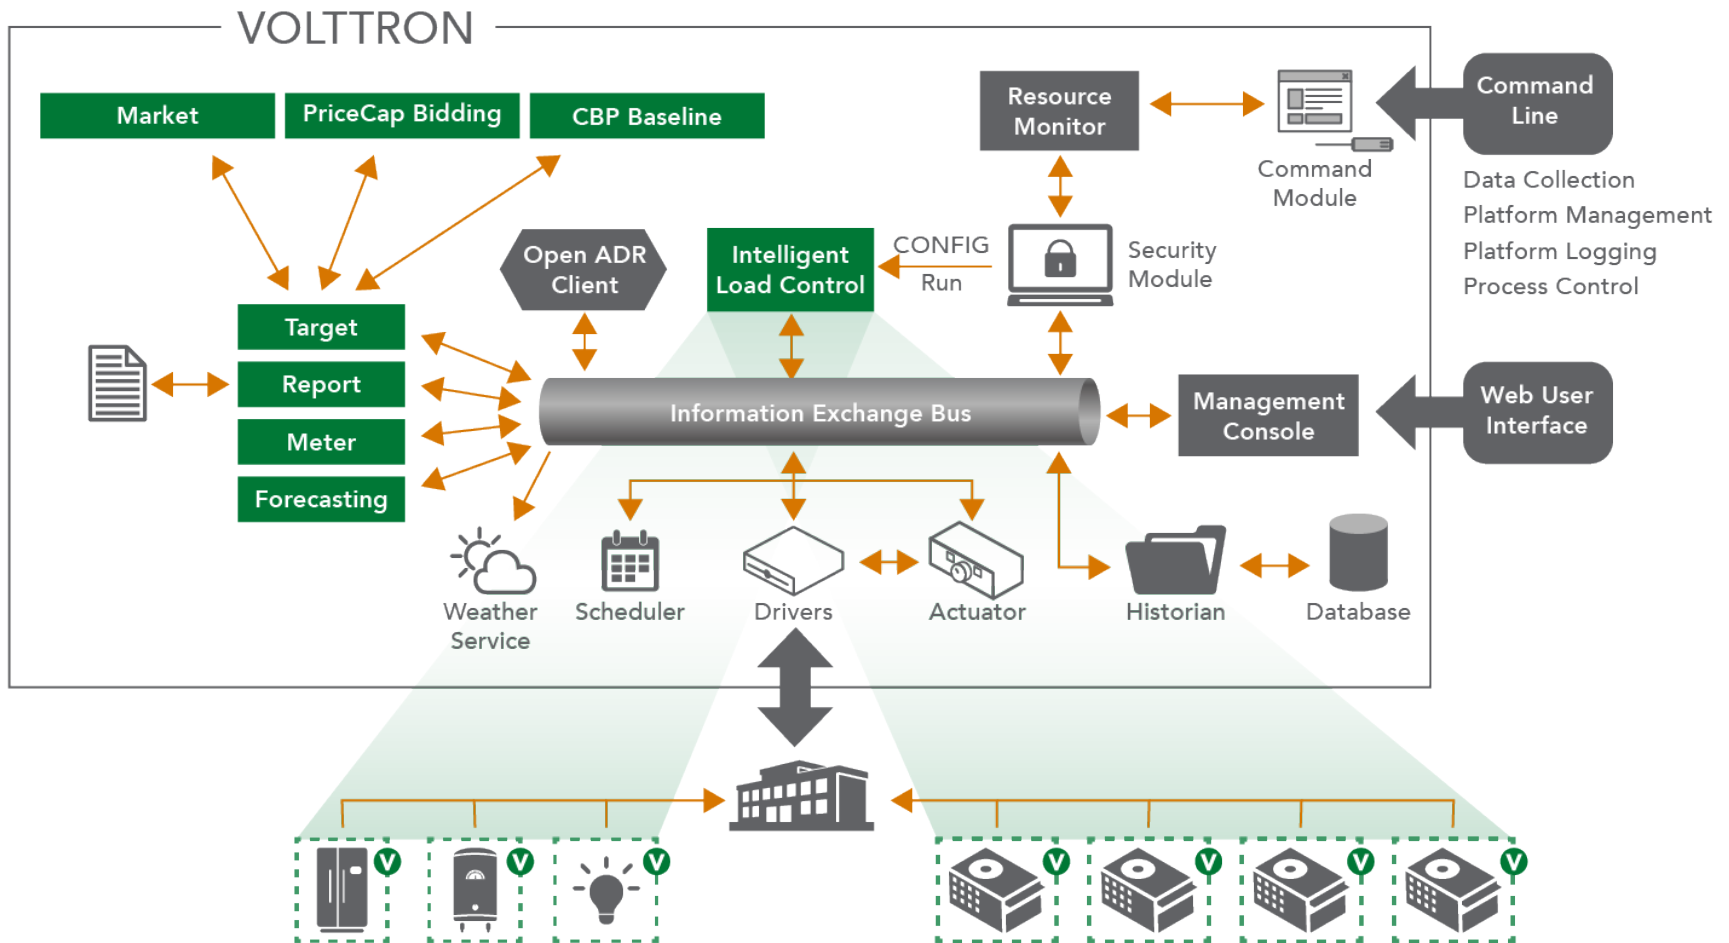 VOLTTRON
Market
PriceCap Bidding
CBP Baseline
Resource
Monitor
Command
Module
Command
Line
Data Collection
Platform Management
Platform Logging
Process Control
Open ADR
Client
Intelligent
Load Control
CONFIG
Run
Security
Module
Target
Report
Meter
Forecasting
Information Exchange Bus
Management
Console
Web User
Interface
Weather
Service
Scheduler
Drivers
Actuator
Historian
Database
V
V
V
V
V
V
V